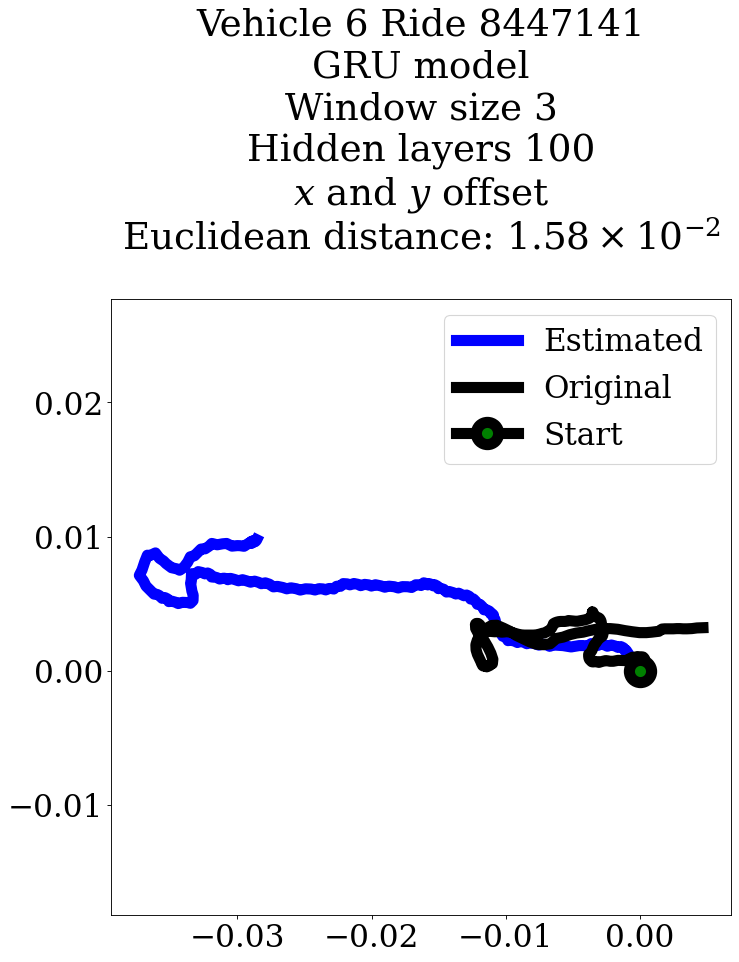 Vehicle 6 Ride 8447141
GRU model
Window size 3
Hidden layers 100
x and y offset
Euclidean distance: 1.58 × 10⁻²
Estimated
Original
Start
0.02
0.01
0.00
−0.01
−0.03 −0.02 −0.01 0.00